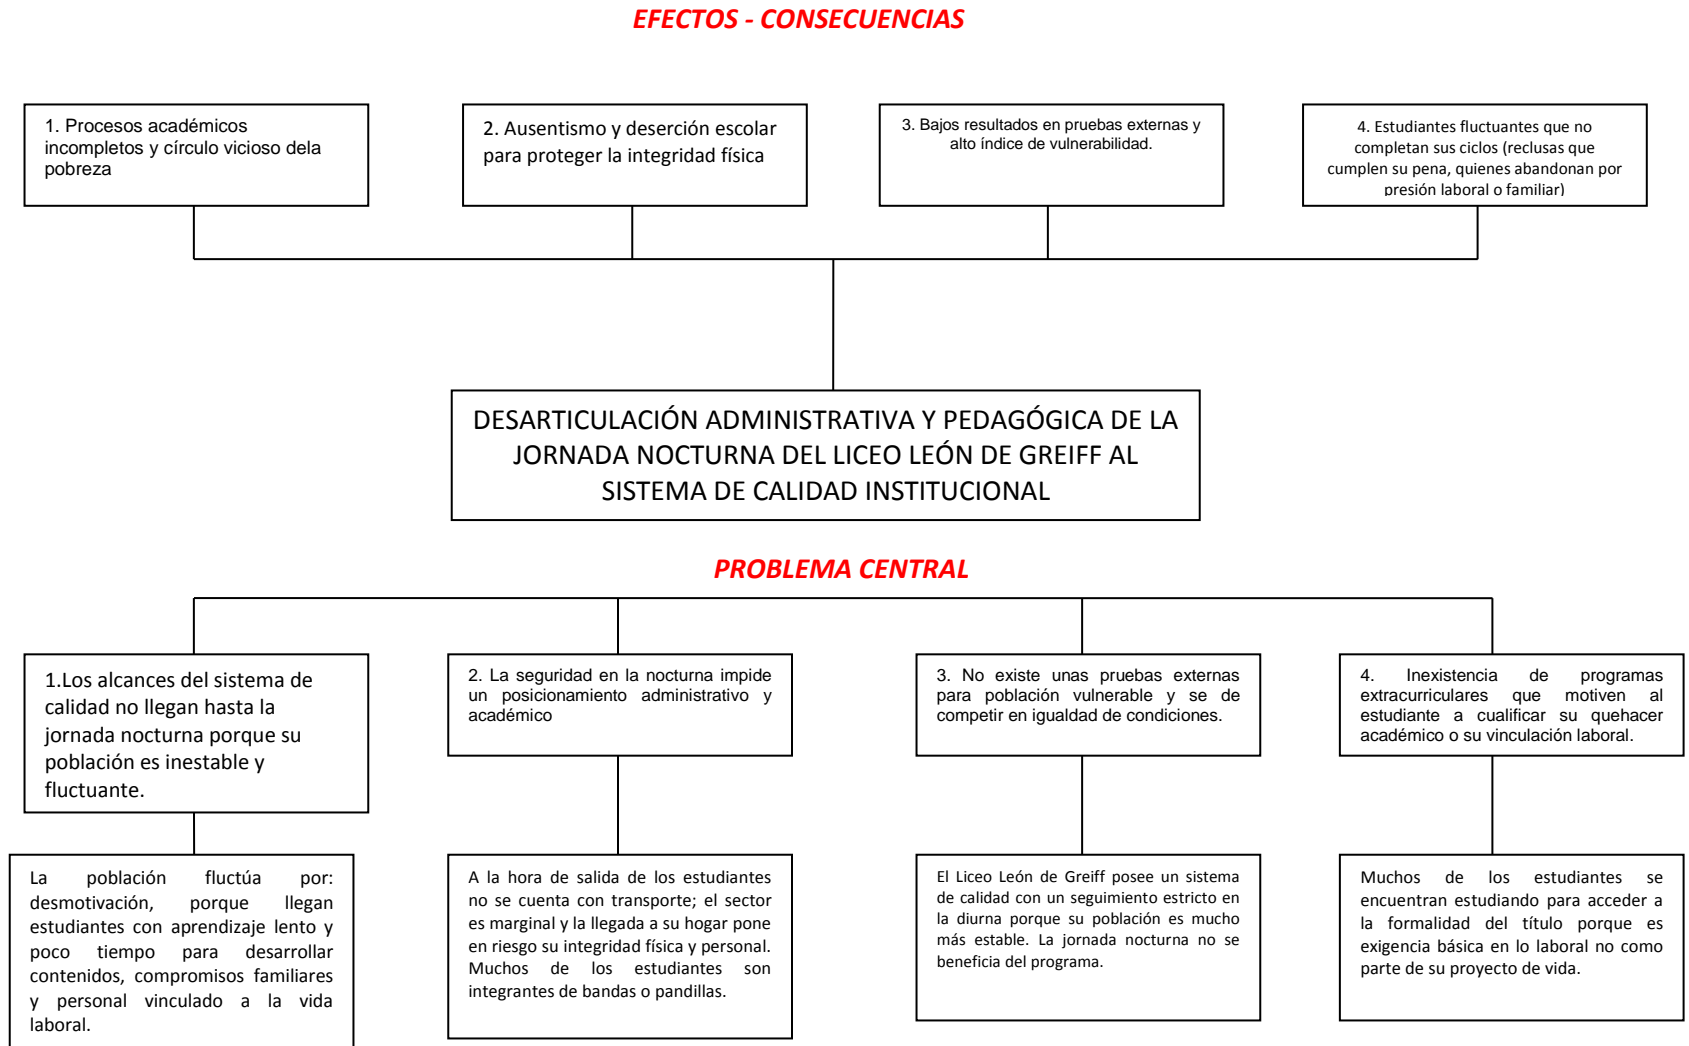 EFECTOS - CONSECUENCIAS
1. Procesos académicos
incompletos y círculo vicioso dela
pobreza
2. Ausentismo y deserción escolar
para proteger la integridad física
3. Bajos resultados en pruebas externas y
alto índice de vulnerabilidad.
4. Estudiantes fluctuantes que no
completan sus ciclos (reclusas que
cumplen su pena, quienes abandonan por
presión laboral o familiar)
DESARTICULACIÓN ADMINISTRATIVA Y PEDAGÓGICA DE LA
JORNADA NOCTURNA DEL LICEO LEÓN DE GREIFF AL
SISTEMA DE CALIDAD INSTITUCIONAL
PROBLEMA CENTRAL
1.Los alcances del sistema de
calidad no llegan hasta la
jornada nocturna porque su
población es inestable y
fluctuante.
2. La seguridad en la nocturna impide
un posicionamiento administrativo y
académico
3. No existe unas pruebas externas
para población vulnerable y se de
competir en igualdad de condiciones.
4. Inexistencia de programas
extracurriculares que motiven al
estudiante a cualificar su quehacer
académico o su vinculación laboral.
La población fluctúa por:
desmotivación, porque llegan
estudiantes con aprendizaje lento y
poco tiempo para desarrollar
contenidos, compromisos familiares
y personal vinculado a la vida
laboral.
A la hora de salida de los estudiantes
no se cuenta con transporte; el sector
es marginal y la llegada a su hogar pone
en riesgo su integridad física y personal.
Muchos de los estudiantes son
integrantes de bandas o pandillas.
El Liceo León de Greiff posee un sistema
de calidad con un seguimiento estricto en
la diurna porque su población es mucho
más estable. La jornada nocturna no se
beneficia del programa.
Muchos de los estudiantes se
encuentran estudiando para acceder a
la formalidad del título porque es
exigencia básica en lo laboral no como
parte de su proyecto de vida.